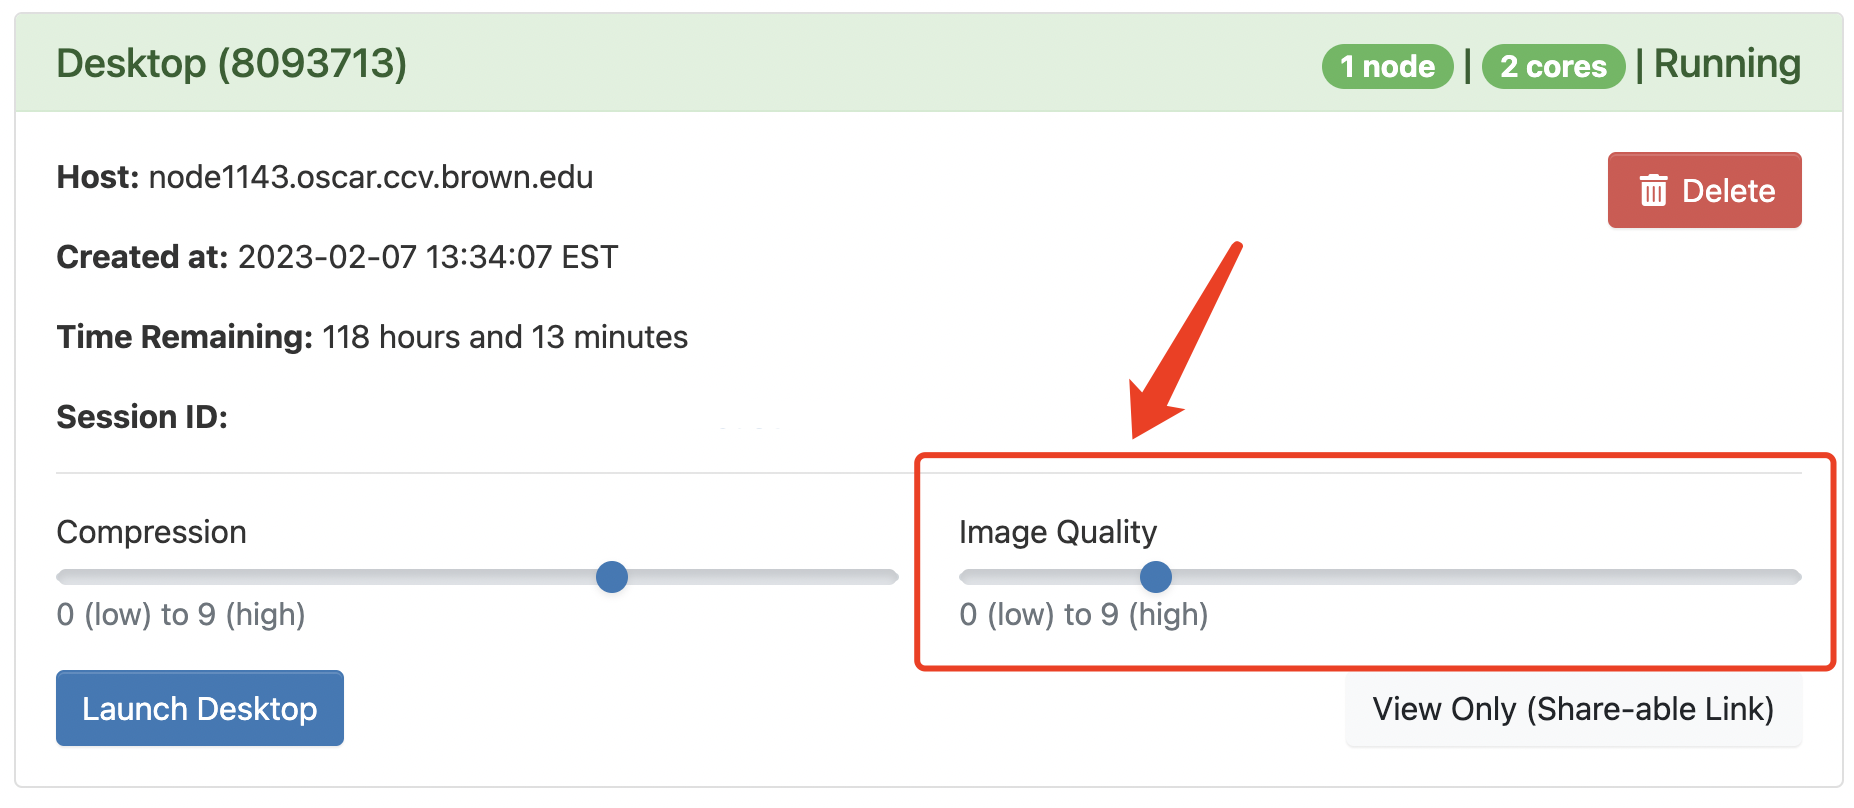 Desktop (8093713)
1 node | 2 cores | Running
Host: node1143.oscar.ccv.brown.edu
Delete
Created at: 2023-02-07 13:34:07 EST
Time Remaining: 118 hours and 13 minutes
Session ID:
Compression
0 (low) to 9 (high)
Image Quality
0 (low) to 9 (high)
Launch Desktop
View Only (Share-able Link)